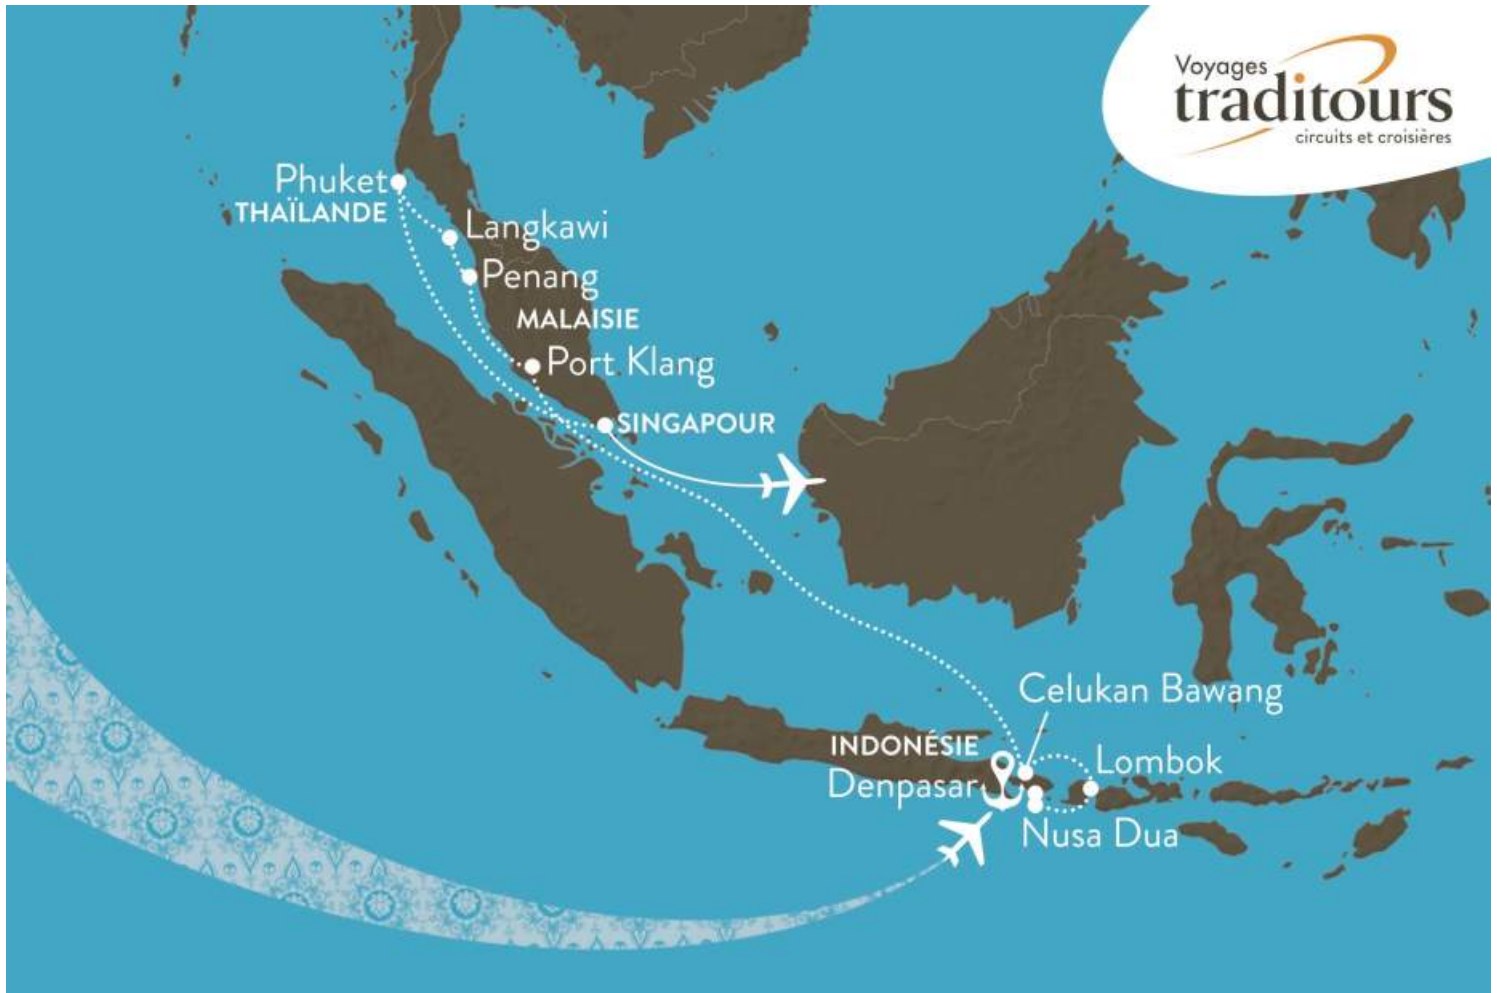 Voyages
traditours
circuits et croisières
Phuket
THAÏLANDE
Langkawi
Penang
MALAISIE
Port Klang
SINGAPOUR
Celukan Bawang
INDONÉSIE
Lombok
Denpasar
Nusa Dua